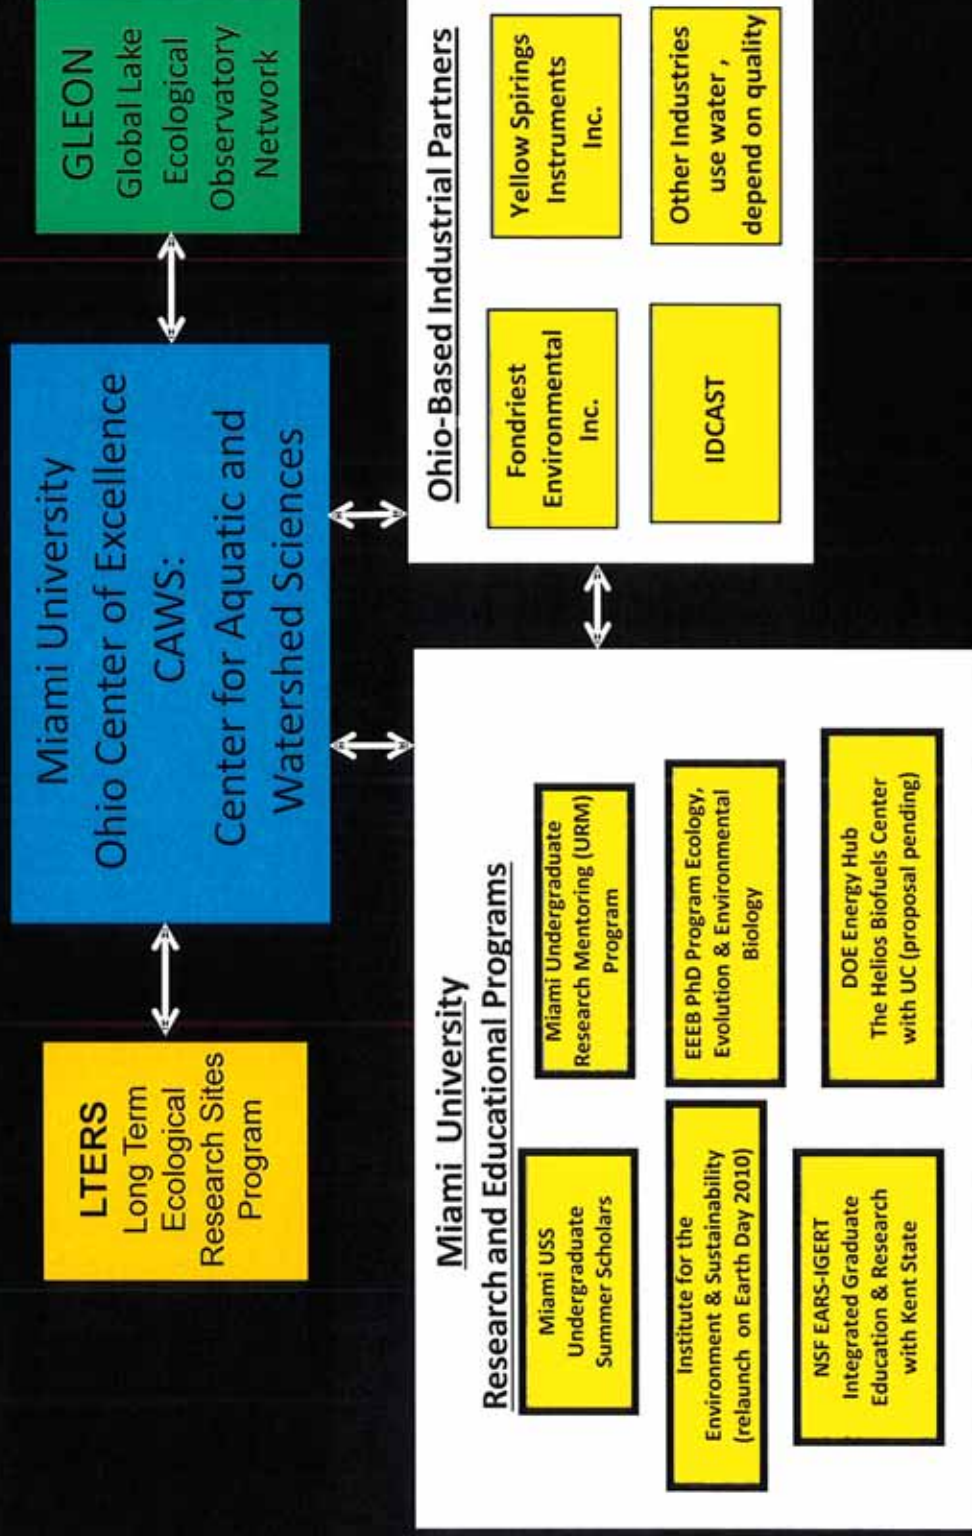 LTERS
Long Term
Ecological
Research Sites
Program
Miami University
Ohio Center of Excellence
CAWS:
Center for Aquatic and
Watershed Sciences
GLEON
Global Lake
Ecological
Observatory
Network
Miami University
Research and Educational Programs
Miami USS
Undergraduate
Summer Scholars
Miami Undergraduate
Research Mentoring (URM)
Program
Institute for the
Environment & Sustainability
(relaunch on Earth Day 2010)
EEEB PhD Program Ecology,
Evolution & Environmental
Biology
NSF EARS-IGERT
Integrated Graduate
Education & Research
with Kent State
DOE Energy Hub
The Helios Biofuels Center
with UC (proposal pending)
Ohio-Based Industrial Partners
Fondriest
Environmental
Inc.
Yellow Spirings
Instruments
Inc.
IDCAST
Other Industries
use water ,
depend on quality